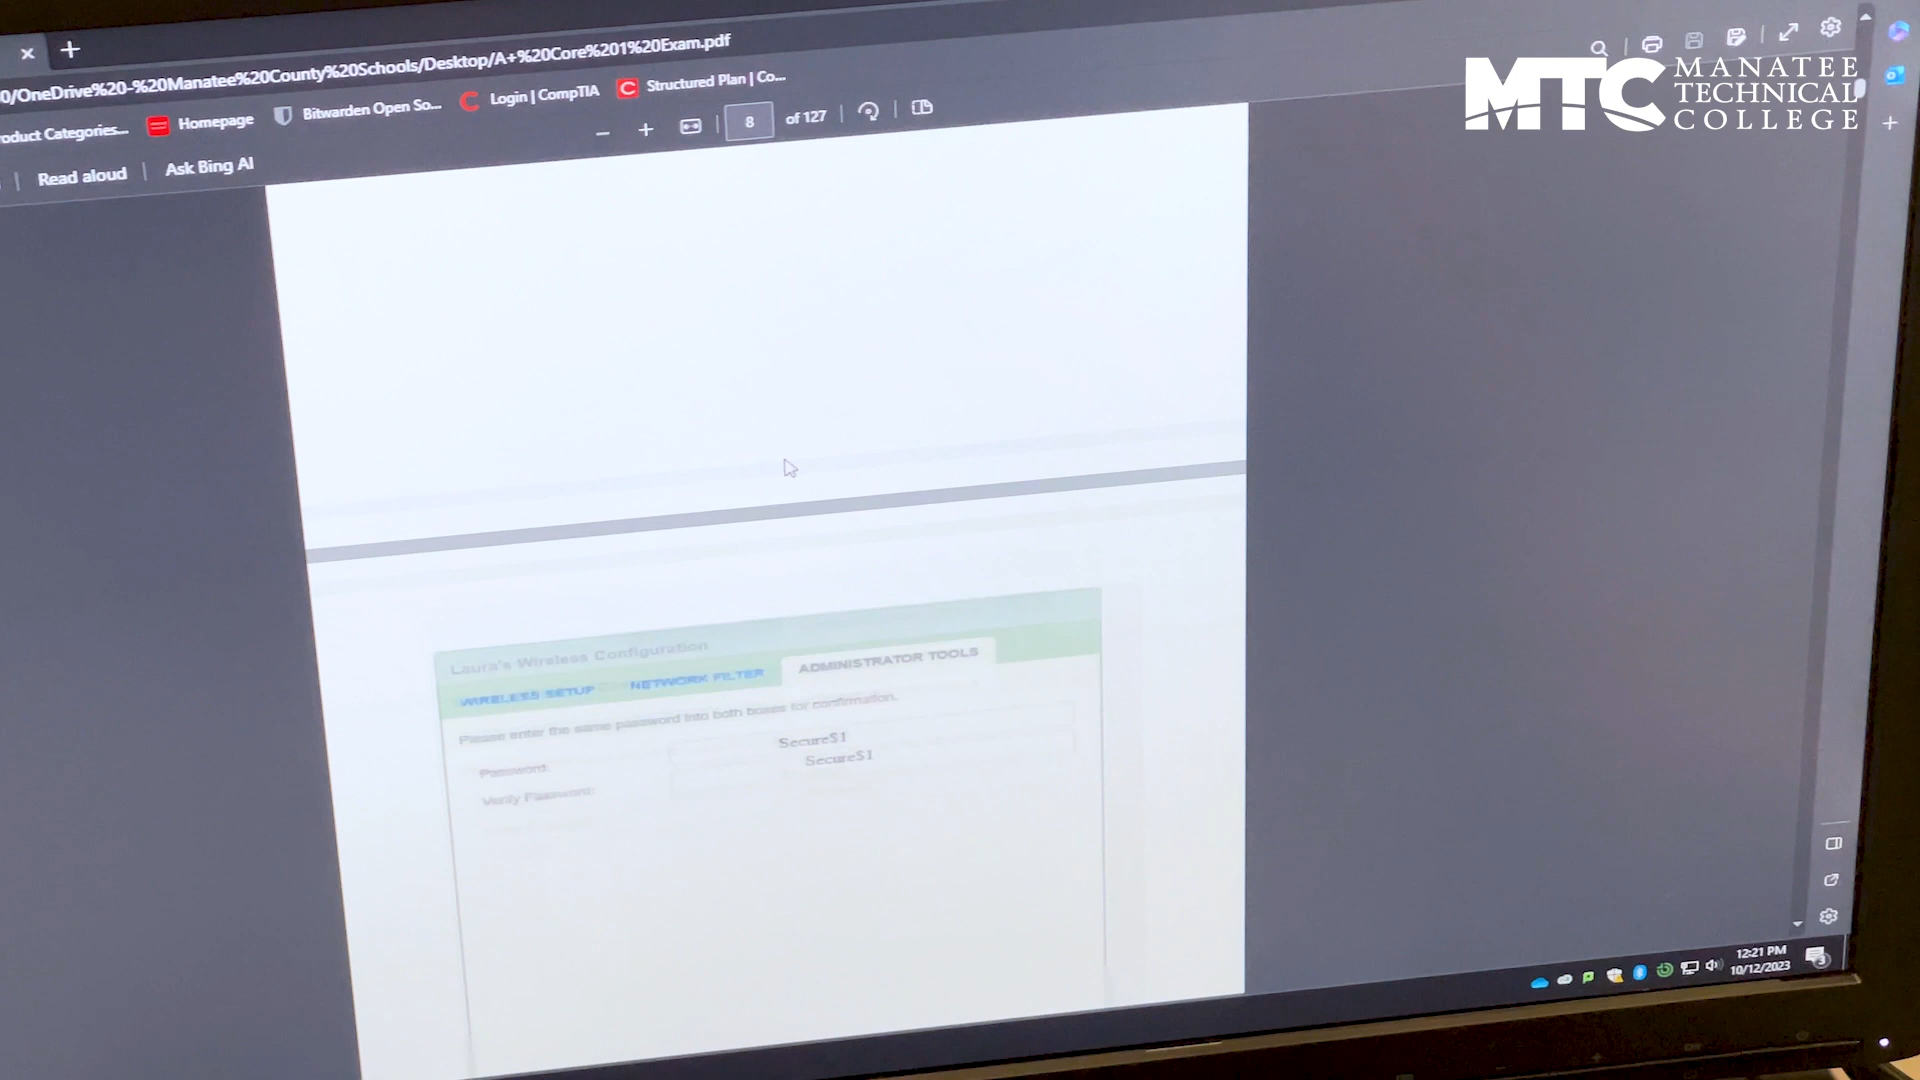 0/OneDrive%20-%20Manatee%20County%20Schools/Desktop/A+%20Core%201%20Exam.pdf
roduct Categories...
Homepage
Bitwarden Open So...
Login | CompTIA
Structured Plan | Co...
8 of 127
Read aloud
Ask Bing AI
MTC
MANATEE
TECHNICAL
COLLEGE
Laura's Wireless Configuration
WIRELESS SETUP
NETWORK FILTER
ADMINISTRATOR TOOLS
Please enter the same password into both boxes for confirmation.
Password:
Secure$1
Verify Password:
Secure$1
12:21 PM
10/12/2023
3